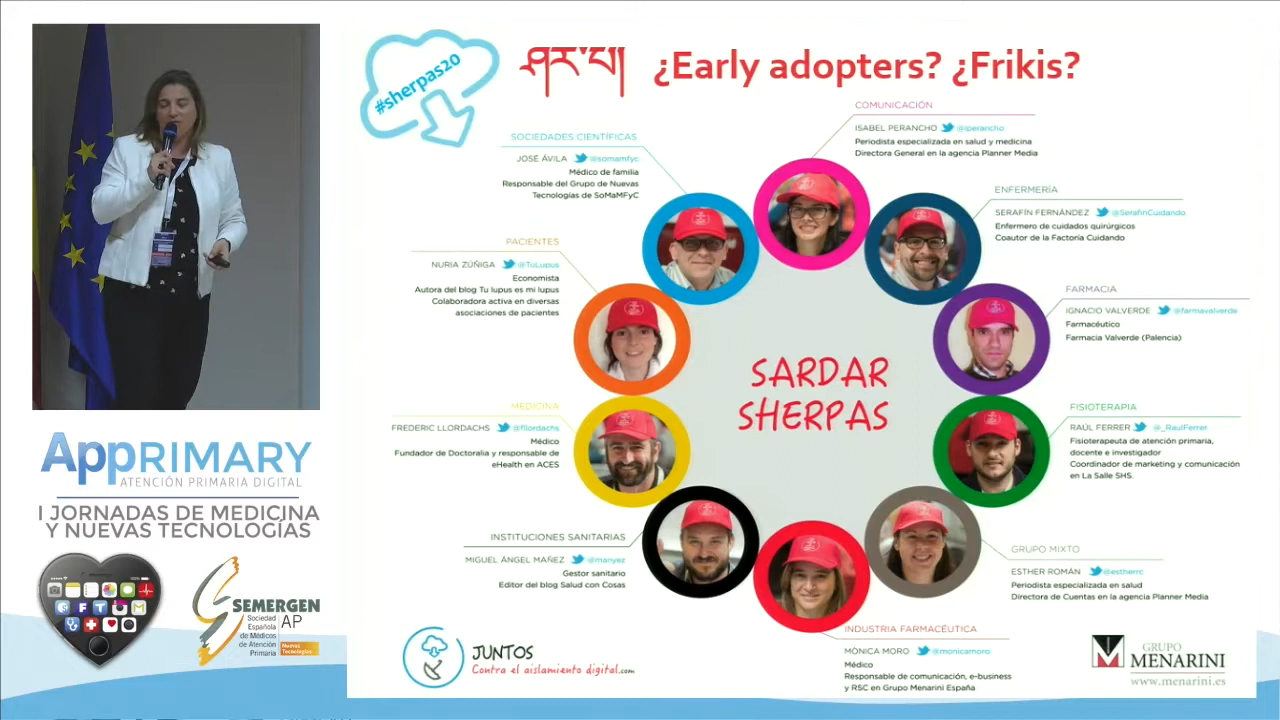 #sherpas20
ཤར་པ། ¿Early adopters? ¿Frikis?
COMUNICACIÓN
ISABEL PERANCHO @iperancho
Periodista especializada en salud y medicina
Directora General en la agencia Planner Media
SOCIEDADES CIENTÍFICAS
JOSÉ ÁVILA @somamfyc
Médico de familia
Responsable del Grupo de Nuevas
Tecnologías de SoMaMFyC
ENFERMERÍA
SERAFÍN FERNÁNDEZ @SerafinCuidando
Enfermero de cuidados quirúrgicos
Coautor de la Factoría Cuidando
PACIENTES
NURIA ZÚÑIGA @TuLupus
Economista
Autora del blog Tu lupus es mi lupus
Colaboradora activa en diversas
asociaciones de pacientes
FARMACIA
IGNACIO VALVERDE @farmavalverde
Farmacéutico
Farmacia Valverde (Palencia)
SARDAR
SHERPAS
MEDICINA
FREDERIC LLORDACHS @fllordachs
Médico
Fundador de Doctoralia y responsable de
eHealth en ACES
FISIOTERAPIA
RAÚL FERRER @_RaulFerrer
Fisioterapeuta de atención primaria,
docente e investigador
Coordinador de marketing y comunicación
en La Salle SHS.
INSTITUCIONES SANITARIAS
MIGUEL ÁNGEL MAÑEZ @manyez
Gestor sanitario
Editor del blog Salud con Cosas
GRUPO MIXTO
ESTHER ROMÁN @estherrc
Periodista especializada en salud
Directora de Cuentas en la agencia Planner Media
INDUSTRIA FARMACÉUTICA
MÒNICA MORO @monicamoro
Médico
Responsable de comunicación, e-business
y RSC en Grupo Menarini España
JUNTOS
Contra el aislamiento digital.com
GRUPO
MENARINI
www.menarini.es
AppRIMARY
ATENCIÓN PRIMARIA DIGITAL
I JORNADAS DE MEDICINA
Y NUEVAS TECNOLOGÍAS
SEMERGEN
AP
Sociedad
Española
de Médicos
de Atención
Primaria
Nuevas
Tecnologías